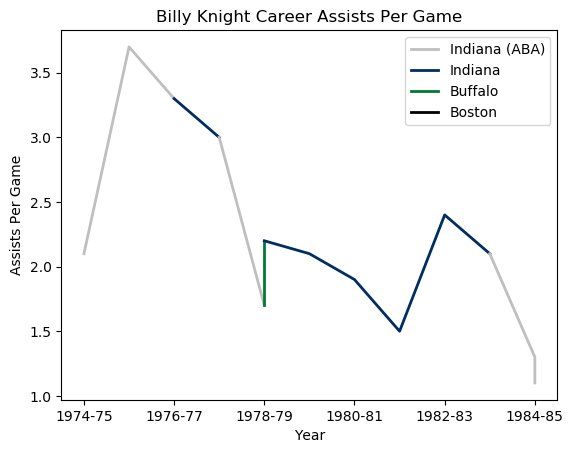 Billy Knight Career Assists Per Game
Indiana (ABA)
Indiana
Buffalo
Boston
Assists Per Game
3.5
3.0
2.5
2.0
1.5
1.0
1974-75
1976-77
1978-79
1980-81
1982-83
1984-85
Year